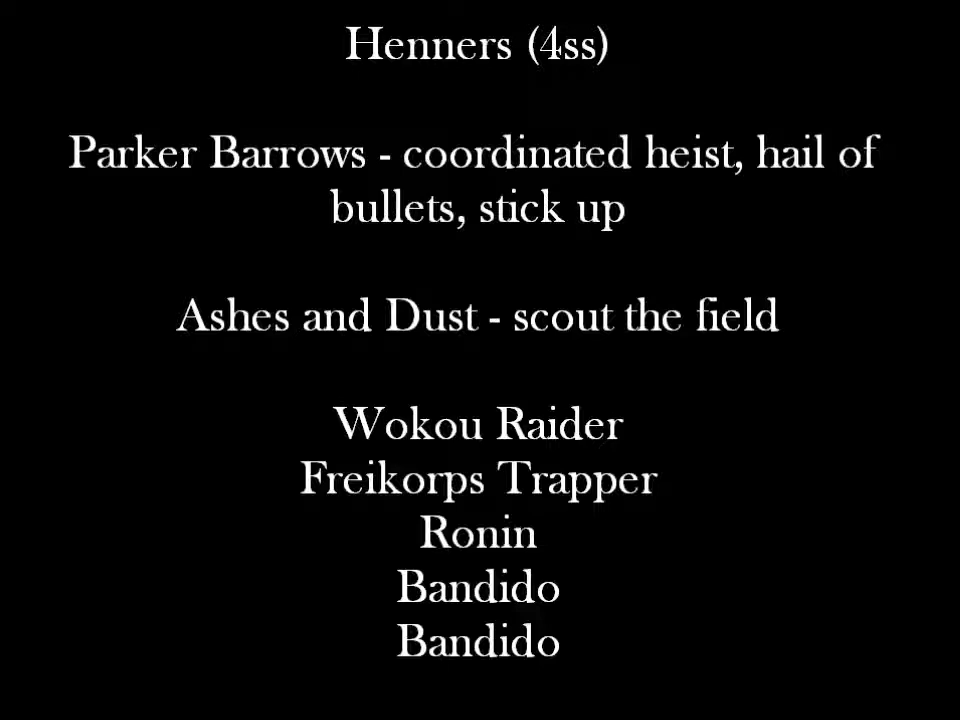 Henners (4ss)
Parker Barrows - coordinated heist, hail of
bullets, stick up
Ashes and Dust - scout the field
Wokou Raider
Freikorps Trapper
Ronin
Bandido
Bandido